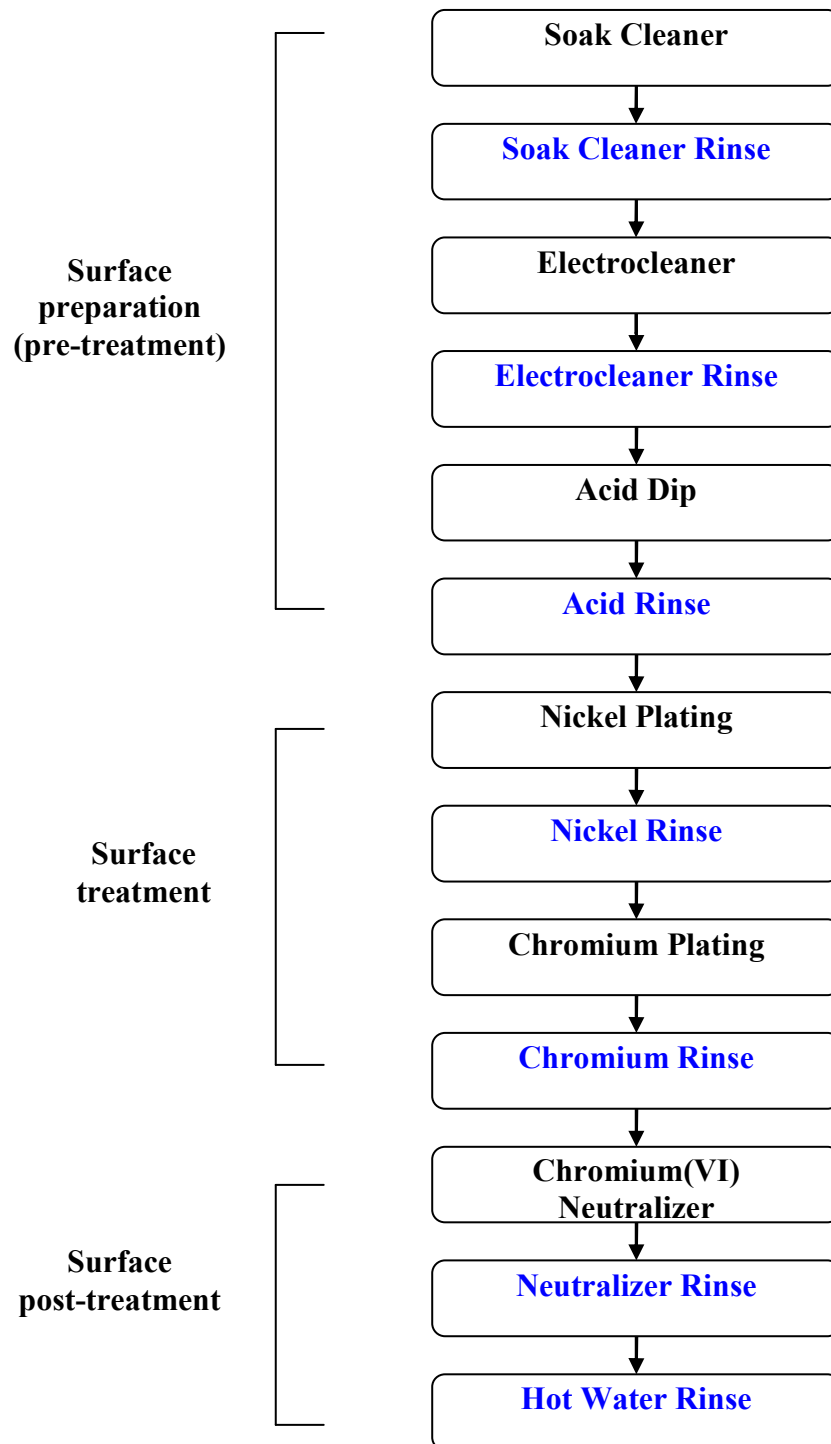 Soak Cleaner
Soak Cleaner Rinse
Electrocleaner
Surface
preparation
(pre-treatment)
Electrocleaner Rinse
Acid Dip
Acid Rinse
Nickel Plating
Nickel Rinse
Surface
treatment
Chromium Plating
Chromium Rinse
Chromium(VI)
Neutralizer
Surface
post-treatment
Neutralizer Rinse
Hot Water Rinse